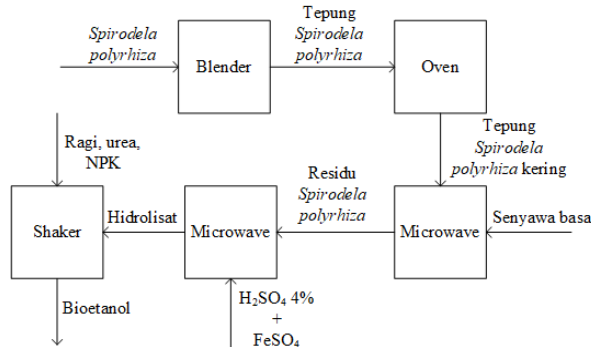 Spirodela
polyrhiza
Blender
Tepung
Spirodela
polyrhiza
Oven
Tepung
Spirodela
polyrhiza kering
Senyawa basa
Microwave
Residu
Spirodela
polyrhiza
Microwave
H₂SO₄ 4%
+
FeSO₄
Hidrolisat
Ragi, urea,
NPK
Shaker
Bioetanol